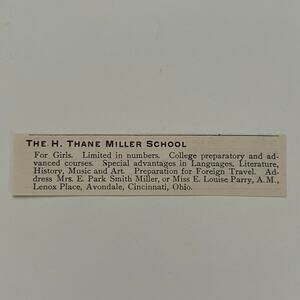 THE H. THANE MILLER SCHOOL
For Girls. Limited in numbers. College preparatory and ad-
vanced courses. Special advantages in Languages, Literature,
History, Music and Art. Preparation for Foreign Travel. Ad-
dress Mrs. E. Park Smith Miller, or Miss E. Louise Parry, A.M.,
Lenox Place, Avondale, Cincinnati, Ohio.